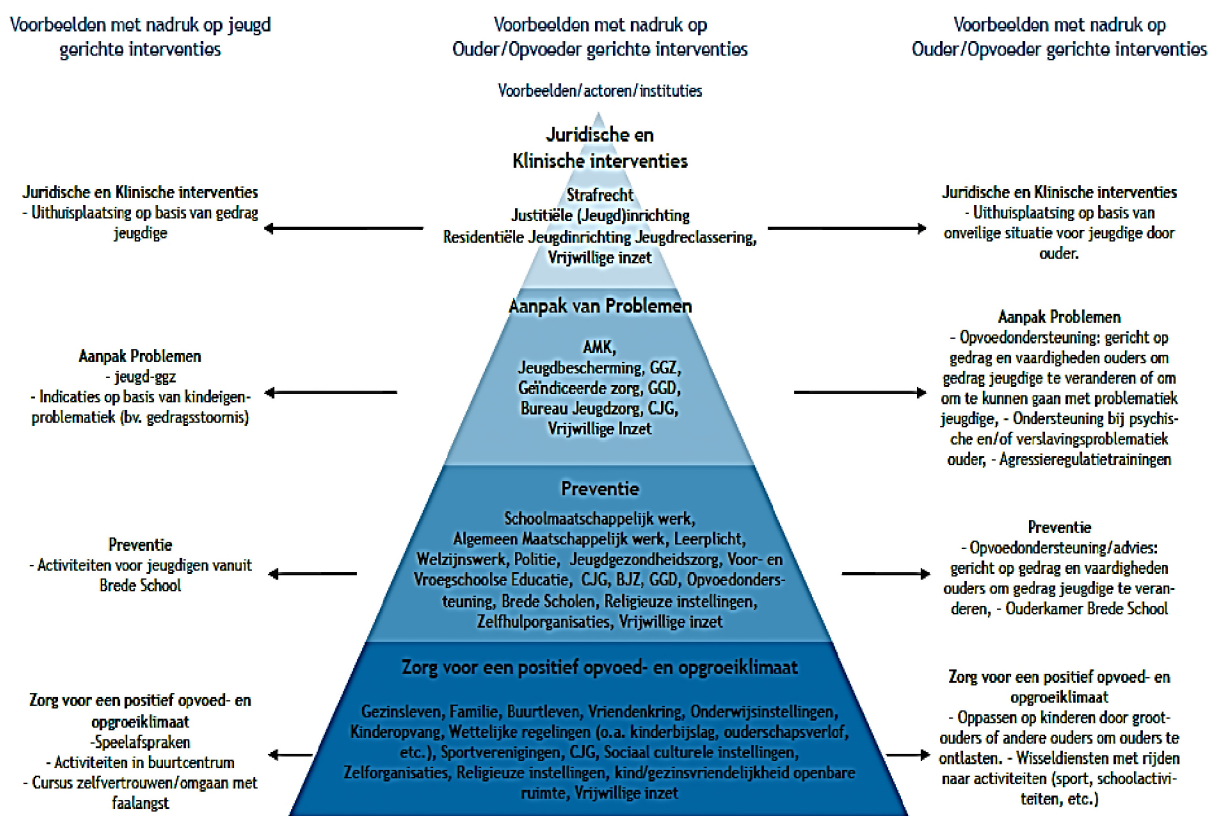 Voorbeelden met nadruk op jeugd
gerichte interventies
Voorbeelden met nadruk op
Ouder/Opvoeder gerichte interventies
Voorbeelden met nadruk op
Ouder/Opvoeder gerichte interventies
Voorbeelden/actoren/instituties
Juridische en
Klinische interventies
Strafrecht
Justitiële (Jeugd)inrichting
Residentiële Jeugdinrichting Jeugdreclassering,
Vrijwillige inzet
Juridische en Klinische interventies
- Uithuisplaatsing op basis van gedrag
jeugdige
Juridische en Klinische interventies
- Uithuisplaatsing op basis van
onveilige situatie voor jeugdige door
ouder.
Aanpak van Problemen
AMK,
Jeugdbescherming, GGZ,
Geïndiceerde zorg, GGD,
Bureau Jeugdzorg, CJG,
Vrijwillige Inzet
Aanpak Problemen
- jeugd-ggz
- Indicaties op basis van kindeigen-
problematiek (bv. gedragsstoornis)
Aanpak Problemen
- Opvoedondersteuning: gericht op
gedrag en vaardigheden ouders om
gedrag jeugdige te veranderen of om
om te kunnen gaan met problematiek
jeugdige, - Ondersteuning bij psychis-
che en/of verslavingsproblematiek
ouder, - Agressieregulatietrainingen
Preventie
Schoolmaatschappelijk werk,
Algemeen Maatschappelijk werk, Leerplicht,
Welzijnswerk, Politie, Jeugdgezondheidszorg, Voor- en
Vroegschoolse Educatie, CJG, BJZ, GGD, Opvoedonders-
teuning, Brede Scholen, Religieuze instellingen,
Zelfhulporganisaties, Vrijwillige inzet
Preventie
- Activiteiten voor jeugdigen vanuit
Brede School
Preventie
- Opvoedondersteuning/advies:
gericht op gedrag en vaardigheden
ouders om gedrag jeugdige te veran-
deren, - Ouderkamer Brede School
Zorg voor een positief opvoed- en opgroeiklimaat
Gezinsleven, Familie, Buurtleven, Vriendenkring, Onderwijsinstellingen,
Kinderopvang, Wettelijke regelingen (o.a. kinderbijslag, ouderschapsverlof,
etc.), Sportverenigingen, CJG, Sociaal culturele instellingen,
Zelforganisaties, Religieuze instellingen, kind/gezinsvriendelijkheid openbare
ruimte, Vrijwillige inzet
Zorg voor een positief opvoed- en
opgroeiklimaat
-Speelafspraken
- Activiteiten in buurtcentrum
- Cursus zelfvertrouwen/omgaan met
faalangst
Zorg voor een positief opvoed- en
opgroeiklimaat
- Oppassen op kinderen door groot-
ouders of andere ouders om ouders te
ontlasten. - Wisseldiensten met rijden
naar activiteiten (sport, schoolactivi-
teiten, etc.)